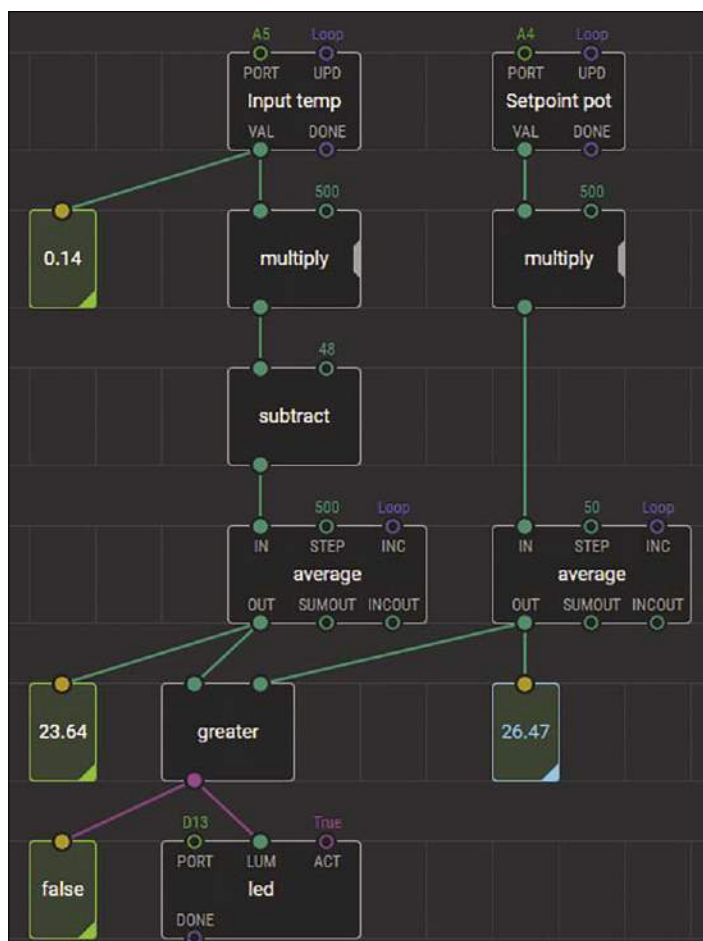 A5 Loop A4 Loop
PORT UPD PORT UPD
Input temp Setpoint pot
VAL DONE VAL DONE
500 500
0.14 multiply multiply
48
subtract
500 Loop 50 Loop
IN STEP INC IN STEP INC
average average
OUT SUMOUT INCOUT OUT SUMOUT INCOUT
23.64 greater 26.47
D13 True
PORT LUM ACT
false led
DONE